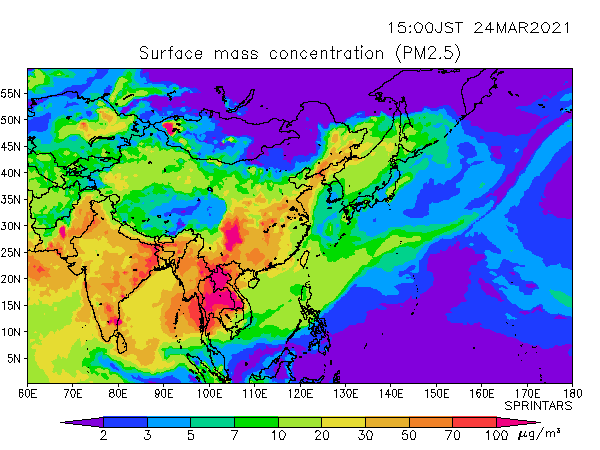 15:00JST 24MAR2021
Surface mass concentration (PM2.5)
55N
50N
45N
40N
35N
30N
25N
20N
15N
10N
5N
60E 70E 80E 90E 100E 110E 120E 130E 140E 150E 160E 170E 180
SPRINTARS
2 3 5 7 10 20 30 50 70 100 μg/m³